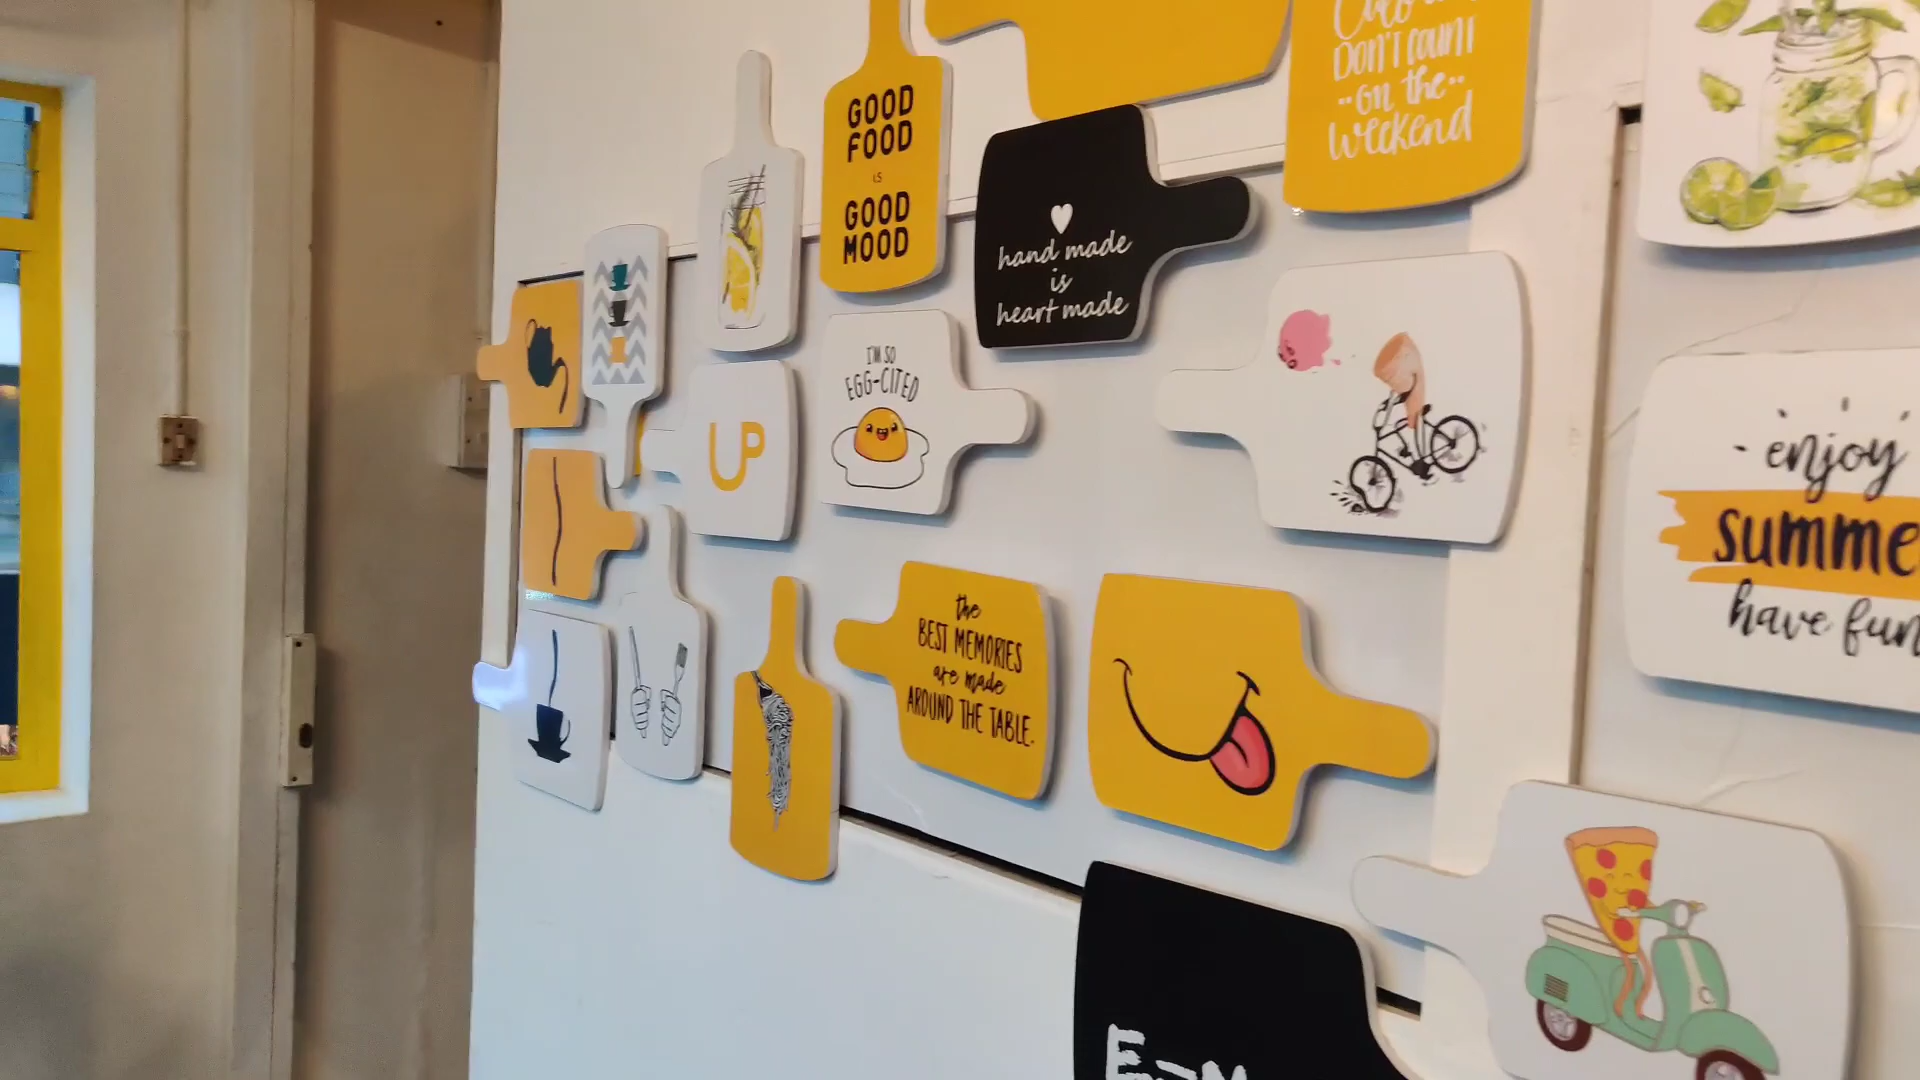 DON'T COUNT
on the
weekend
GOOD
FOOD
IS
GOOD
MOOD
hand made
is
heart made
I'M SO
EGG-CITED
UP
enjoy
summe
have fun
the
BEST MEMORIES
are made
AROUND THE TABLE.